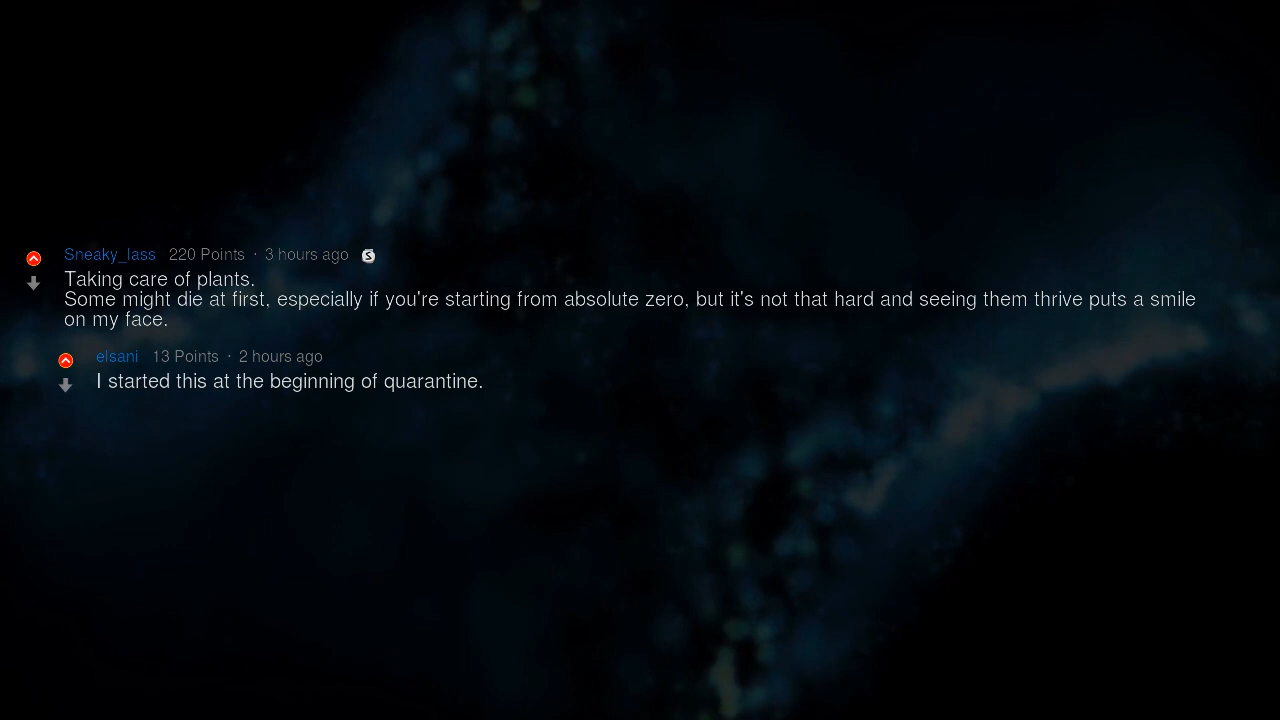 Sneaky_lass 220 Points · 3 hours ago S
Taking care of plants.
Some might die at first, especially if you're starting from absolute zero, but it's not that hard and seeing them thrive puts a smile
on my face.
elsani 13 Points · 2 hours ago
I started this at the beginning of quarantine.